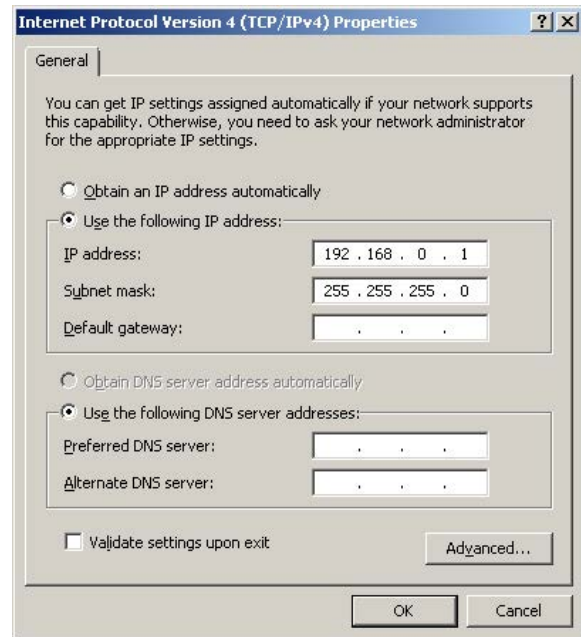 Internet Protocol Version 4 (TCP/IPv4) Properties
General
You can get IP settings assigned automatically if your network supports
this capability. Otherwise, you need to ask your network administrator
for the appropriate IP settings.
Obtain an IP address automatically
Use the following IP address:
IP address: 192 . 168 . 0 . 1
Subnet mask: 255 . 255 . 255 . 0
Default gateway: . . .
Obtain DNS server address automatically
Use the following DNS server addresses:
Preferred DNS server: . . .
Alternate DNS server: . . .
Validate settings upon exit
Advanced...
OK Cancel